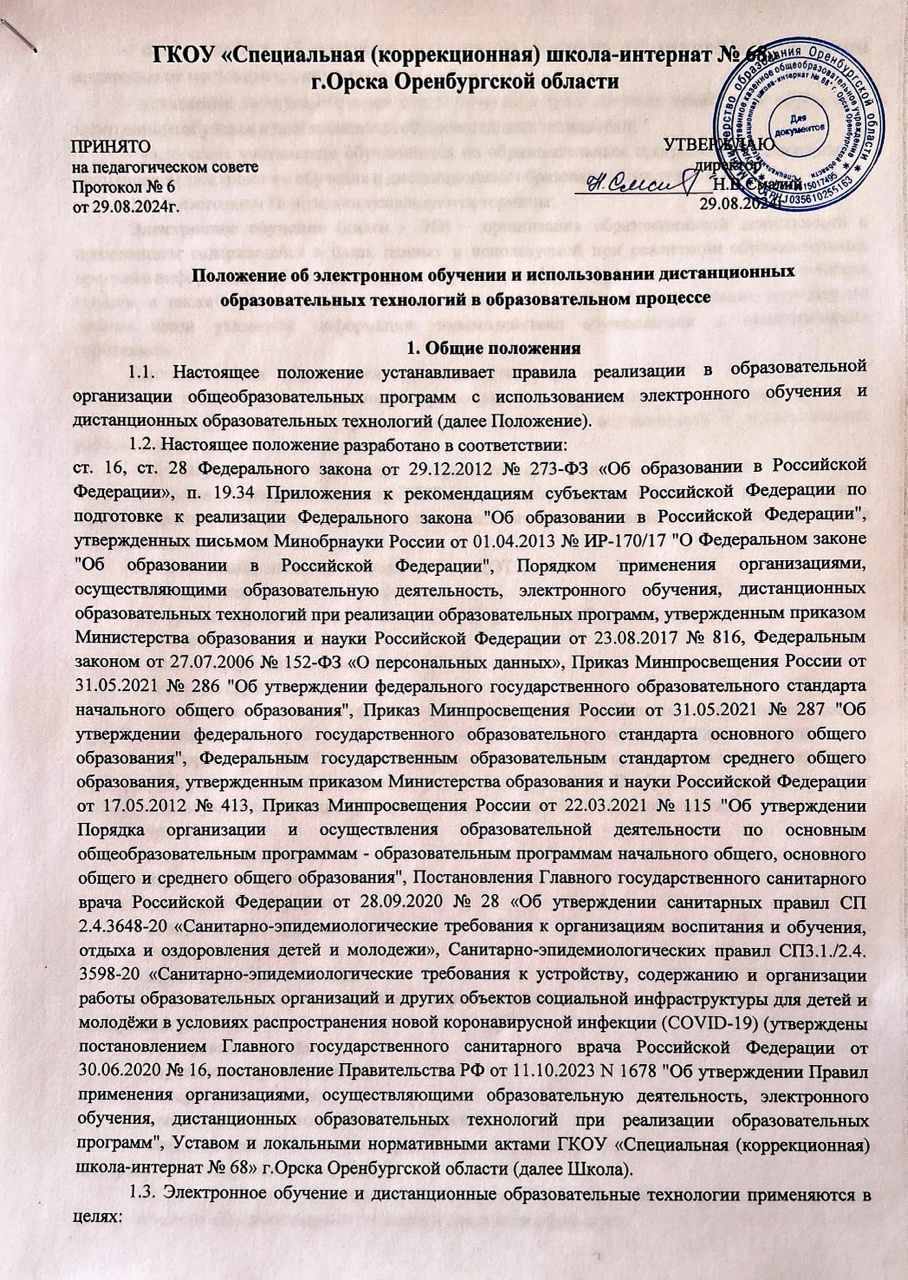 ГКОУ «Специальная (коррекционная) школа-интернат № 68»
г.Орска Оренбургской области
ПРИНЯТО
на педагогическом совете
Протокол № 6
от 29.08.2024г.
УТВЕРЖДАЮ
директор
Н.В.Смалий
29.08.2024г
Для
документов
Положение об электронном обучении и использовании дистанционных
образовательных технологий в образовательном процессе
1. Общие положения
1.1. Настоящее положение устанавливает правила реализации в образовательной
организации общеобразовательных программ с использованием электронного обучения и
дистанционных образовательных технологий (далее Положение).
1.2. Настоящее положение разработано в соответствии:
ст. 16, ст. 28 Федерального закона от 29.12.2012 № 273-ФЗ «Об образовании в Российской
Федерации», п. 19.34 Приложения к рекомендациям субъектам Российской Федерации по
подготовке к реализации Федерального закона "Об образовании в Российской Федерации",
утвержденных письмом Минобрнауки России от 01.04.2013 № ИР-170/17 "О Федеральном законе
"Об образовании в Российской Федерации", Порядком применения организациями,
осуществляющими образовательную деятельность, электронного обучения, дистанционных
образовательных технологий при реализации образовательных программ, утвержденным приказом
Министерства образования и науки Российской Федерации от 23.08.2017 № 816, Федеральным
законом от 27.07.2006 № 152-ФЗ «О персональных данных», Приказ Минпросвещения России от
31.05.2021 № 286 "Об утверждении федерального государственного образовательного стандарта
начального общего образования", Приказ Минпросвещения России от 31.05.2021 № 287 "Об
утверждении федерального государственного образовательного стандарта основного общего
образования", Федеральным государственным образовательным стандартом среднего общего
образования, утвержденным приказом Министерства образования и науки Российской Федерации
от 17.05.2012 № 413, Приказ Минпросвещения России от 22.03.2021 № 115 "Об утверждении
Порядка организации и осуществления образовательной деятельности по основным
общеобразовательным программам - образовательным программам начального общего, основного
общего и среднего общего образования", Постановления Главного государственного санитарного
врача Российской Федерации от 28.09.2020 № 28 «Об утверждении санитарных правил СП
2.4.3648-20 «Санитарно-эпидемиологические требования к организациям воспитания и обучения,
отдыха и оздоровления детей и молодежи», Санитарно-эпидемиологических правил СП3.1./2.4.
3598-20 «Санитарно-эпидемиологические требования к устройству, содержанию и организации
работы образовательных организаций и других объектов социальной инфраструктуры для детей и
молодёжи в условиях распространения новой коронавирусной инфекции (COVID-19) (утверждены
постановлением Главного государственного санитарного врача Российской Федерации от
30.06.2020 № 16, постановление Правительства РФ от 11.10.2023 N 1678 "Об утверждении Правил
применения организациями, осуществляющими образовательную деятельность, электронного
обучения, дистанционных образовательных технологий при реализации образовательных
программ", Уставом и локальными нормативными актами ГКОУ «Специальная (коррекционная)
школа-интернат № 68» г.Орска Оренбургской области (далее Школа).
1.3. Электронное обучение и дистанционные образовательные технологии применяются в
целях: